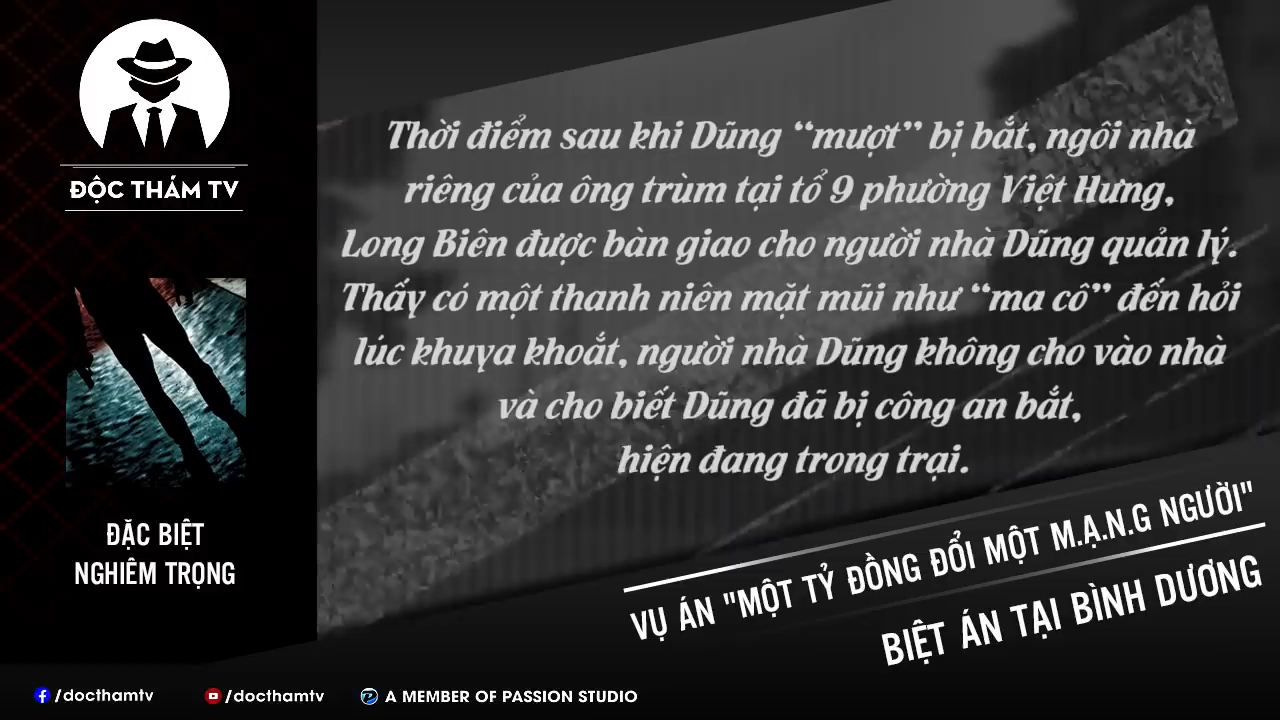 ĐỘC THÁM TV
ĐẶC BIỆT
NGHIÊM TRỌNG
Thời điểm sau khi Dũng “mượt” bị bắt, ngôi nhà
riêng của ông trùm tại tổ 9 phường Việt Hưng,
Long Biên được bàn giao cho người nhà Dũng quản lý.
Thấy có một thanh niên mặt mũi như “ma cô” đến hỏi
lúc khuya khoắt, người nhà Dũng không cho vào nhà
và cho biết Dũng đã bị công an bắt,
hiện đang trong trại.
VỤ ÁN "MỘT TỶ ĐỒNG ĐỔI MỘT M.Ạ.N.G NGƯỜI"
BIỆT ÁN TẠI BÌNH DƯƠNG
/docthamtv
/docthamtv
A MEMBER OF PASSION STUDIO